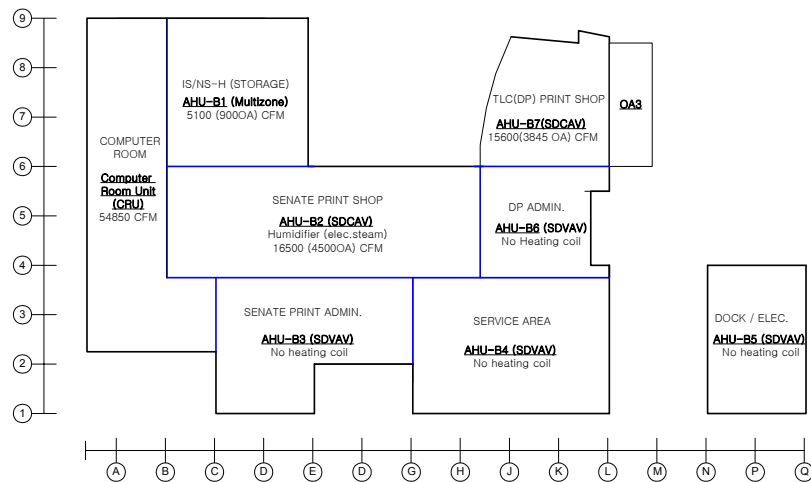 9
8
7
6
5
4
3
2
1
IS/NS-H (STORAGE)
AHU-B1 (Multizone)
5100 (900OA) CFM
TLC(DP) PRINT SHOP
AHU-B7(SDCAV)
15600(3845 OA) CFM
OA3
COMPUTER
ROOM
Computer
Room Unit
(CRU)
54850 CFM
SENATE PRINT SHOP
AHU-B2 (SDCAV)
Humidifier (elec.steam)
16500 (4500OA) CFM
DP ADMIN.
AHU-B6 (SDVAV)
No Heating coil
SENATE PRINT ADMIN.
AHU-B3 (SDVAV)
No heating coil
SERVICE AREA
AHU-B4 (SDVAV)
No heating coil
DOCK / ELEC.
AHU-B5 (SDVAV)
No heating coil
A B C D E D G H J K L M N P Q